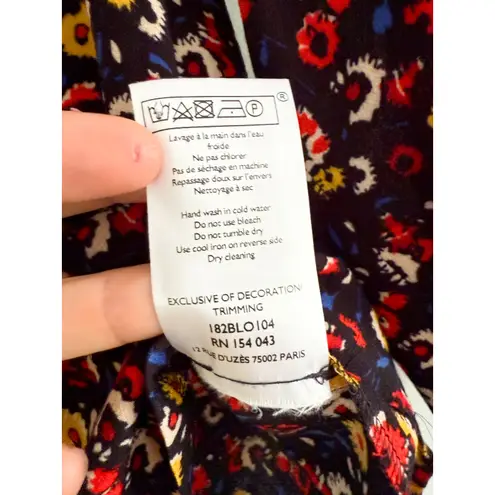 P
®
Lavage à la main dans l'eau
froide
Ne pas chlorer
Pas de séchage en machine
Repassage doux sur l'envers
Nettoyage à sec
Hand wash in cold water
Do not use bleach
Do not tumble dry
Use cool iron on reverse side
Dry cleaning
EXCLUSIVE OF DECORATION
TRIMMING
182BLO104
RN 154 043
12 RUE D'UZÈS 75002 PARIS